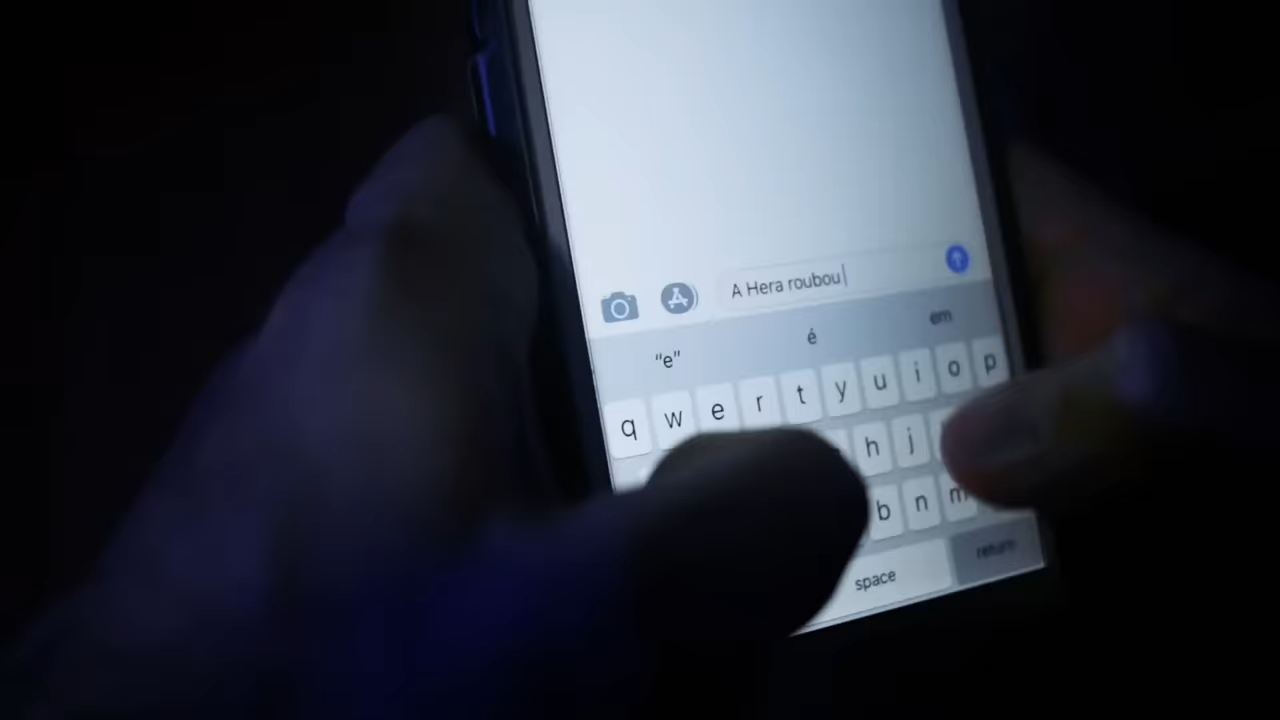 A Hera roubou
"e" é em
q w e r t y u i o p
h j
b n m
space return